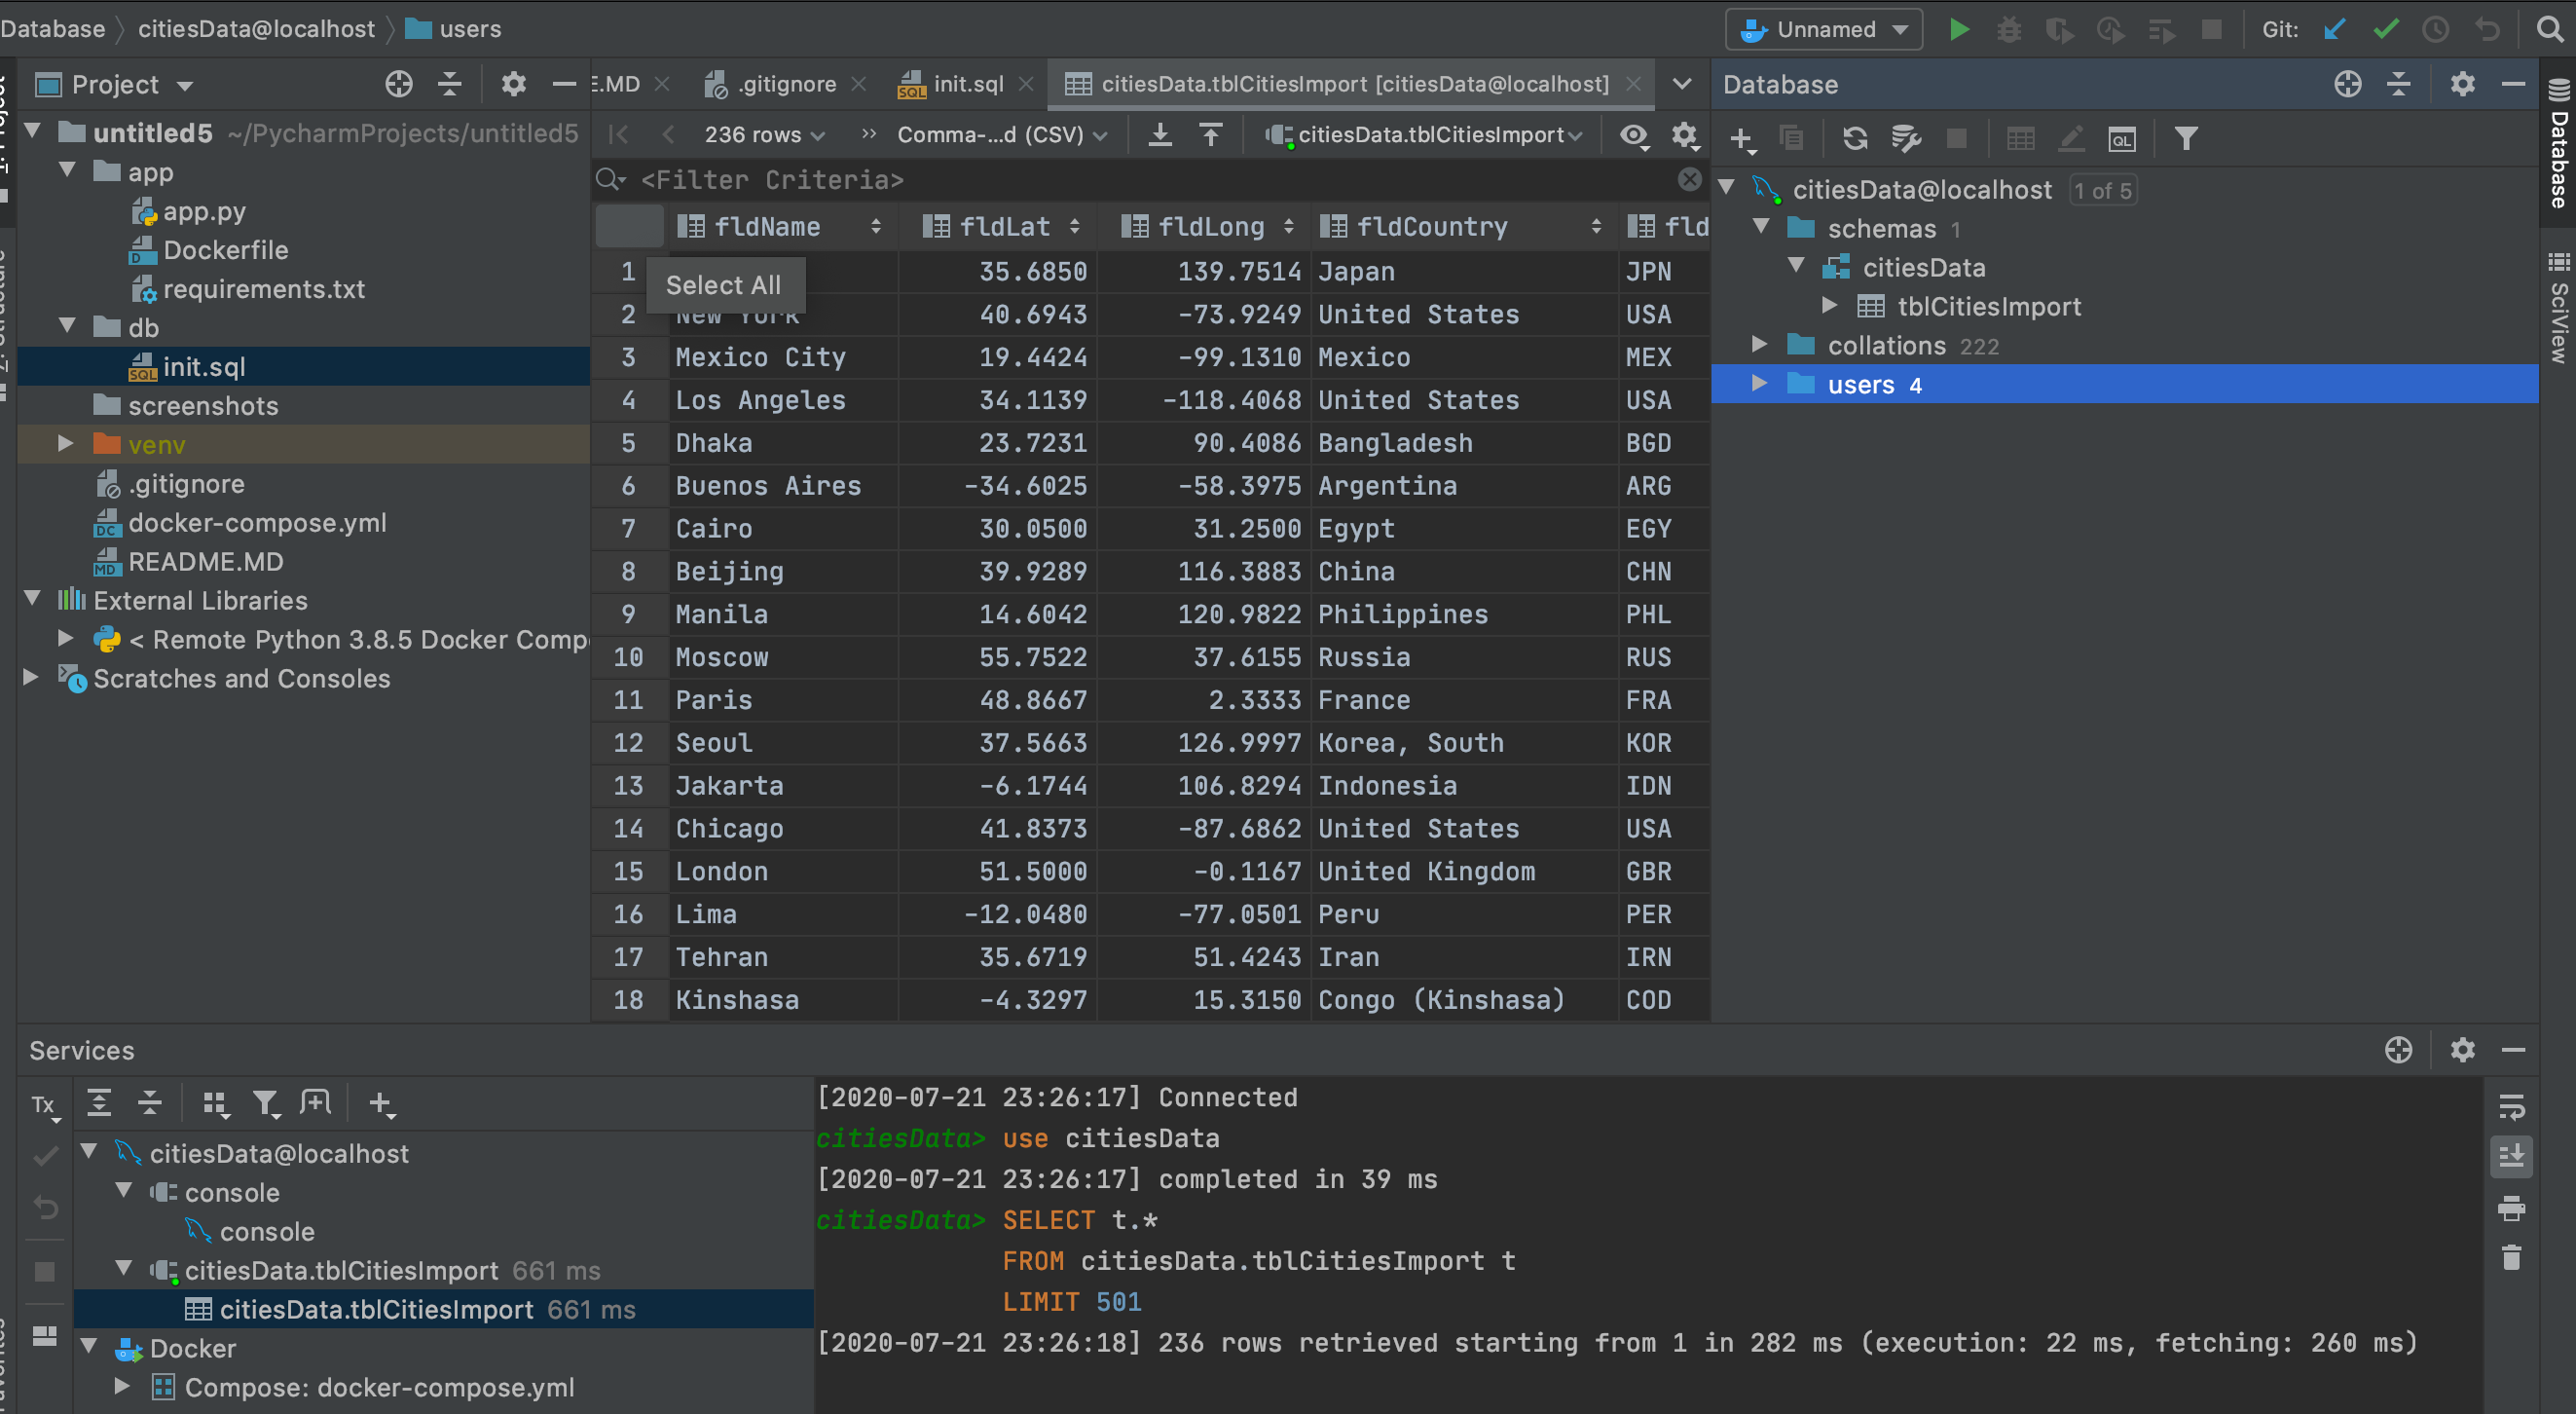 Database citiesData@localhost users
Unnamed Git:
Project
E.MD .gitignore init.sql citiesData.tblCitiesImport [citiesData@localhost]
Database
untitled5 ~/PycharmProjects/untitled5
app
app.py
Dockerfile
requirements.txt
db
init.sql
screenshots
venv
.gitignore
docker-compose.yml
README.MD
External Libraries
< Remote Python 3.8.5 Docker Comp
Scratches and Consoles
236 rows Comma-...d (CSV) citiesData.tblCitiesImport
<Filter Criteria>
fldName fldLat fldLong fldCountry fld
1 35.6850 139.7514 Japan JPN
Select All
2 New York 40.6943 -73.9249 United States USA
3 Mexico City 19.4424 -99.1310 Mexico MEX
4 Los Angeles 34.1139 -118.4068 United States USA
5 Dhaka 23.7231 90.4086 Bangladesh BGD
6 Buenos Aires -34.6025 -58.3975 Argentina ARG
7 Cairo 30.0500 31.2500 Egypt EGY
8 Beijing 39.9289 116.3883 China CHN
9 Manila 14.6042 120.9822 Philippines PHL
10 Moscow 55.7522 37.6155 Russia RUS
11 Paris 48.8667 2.3333 France FRA
12 Seoul 37.5663 126.9997 Korea, South KOR
13 Jakarta -6.1744 106.8294 Indonesia IDN
14 Chicago 41.8373 -87.6862 United States USA
15 London 51.5000 -0.1167 United Kingdom GBR
16 Lima -12.0480 -77.0501 Peru PER
17 Tehran 35.6719 51.4243 Iran IRN
18 Kinshasa -4.3297 15.3150 Congo (Kinshasa) COD
QL
citiesData@localhost 1 of 5
schemas 1
citiesData
tblCitiesImport
collations 222
users 4
Database
SciView
Services
Tx
citiesData@localhost
console
console
citiesData.tblCitiesImport 661 ms
citiesData.tblCitiesImport 661 ms
Docker
Compose: docker-compose.yml
[2020-07-21 23:26:17] Connected
citiesData> use citiesData
[2020-07-21 23:26:17] completed in 39 ms
citiesData> SELECT t.*
FROM citiesData.tblCitiesImport t
LIMIT 501
[2020-07-21 23:26:18] 236 rows retrieved starting from 1 in 282 ms (execution: 22 ms, fetching: 260 ms)